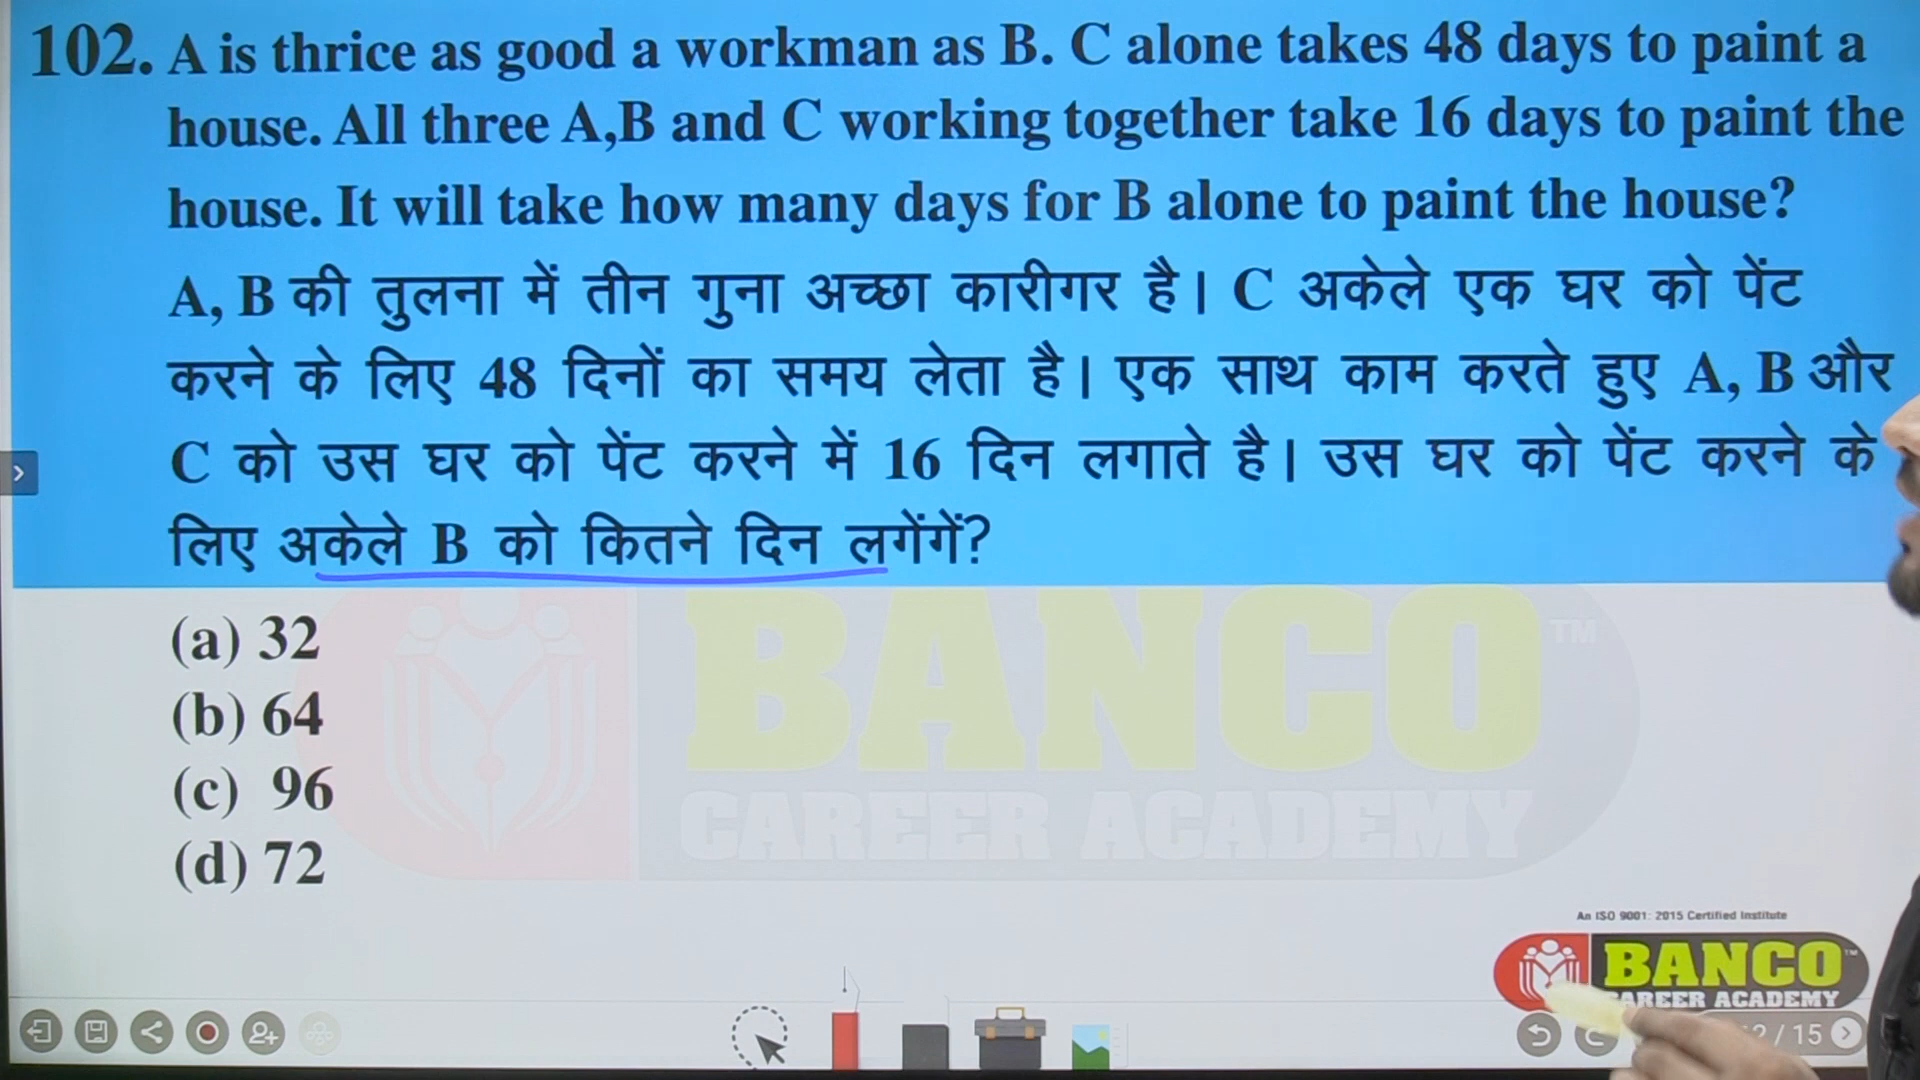 102. A is thrice as good a workman as B. C alone takes 48 days to paint a
house. All three A,B and C working together take 16 days to paint the
house. It will take how many days for B alone to paint the house?
A, B की तुलना में तीन गुना अच्छा कारीगर है। C अकेले एक घर को पेंट
करने के लिए 48 दिनों का समय लेता है। एक साथ काम करते हुए A, B और
C को उस घर को पेंट करने में 16 दिन लगाते है। उस घर को पेंट करने के
लिए अकेले B को कितने दिन लगेंगें?
(a) 32
(b) 64
(c) 96
(d) 72
BANCO TM
CAREER ACADEMY
An ISO 9001: 2015 Certified Institute
BANCO
CAREER ACADEMY
/ 15